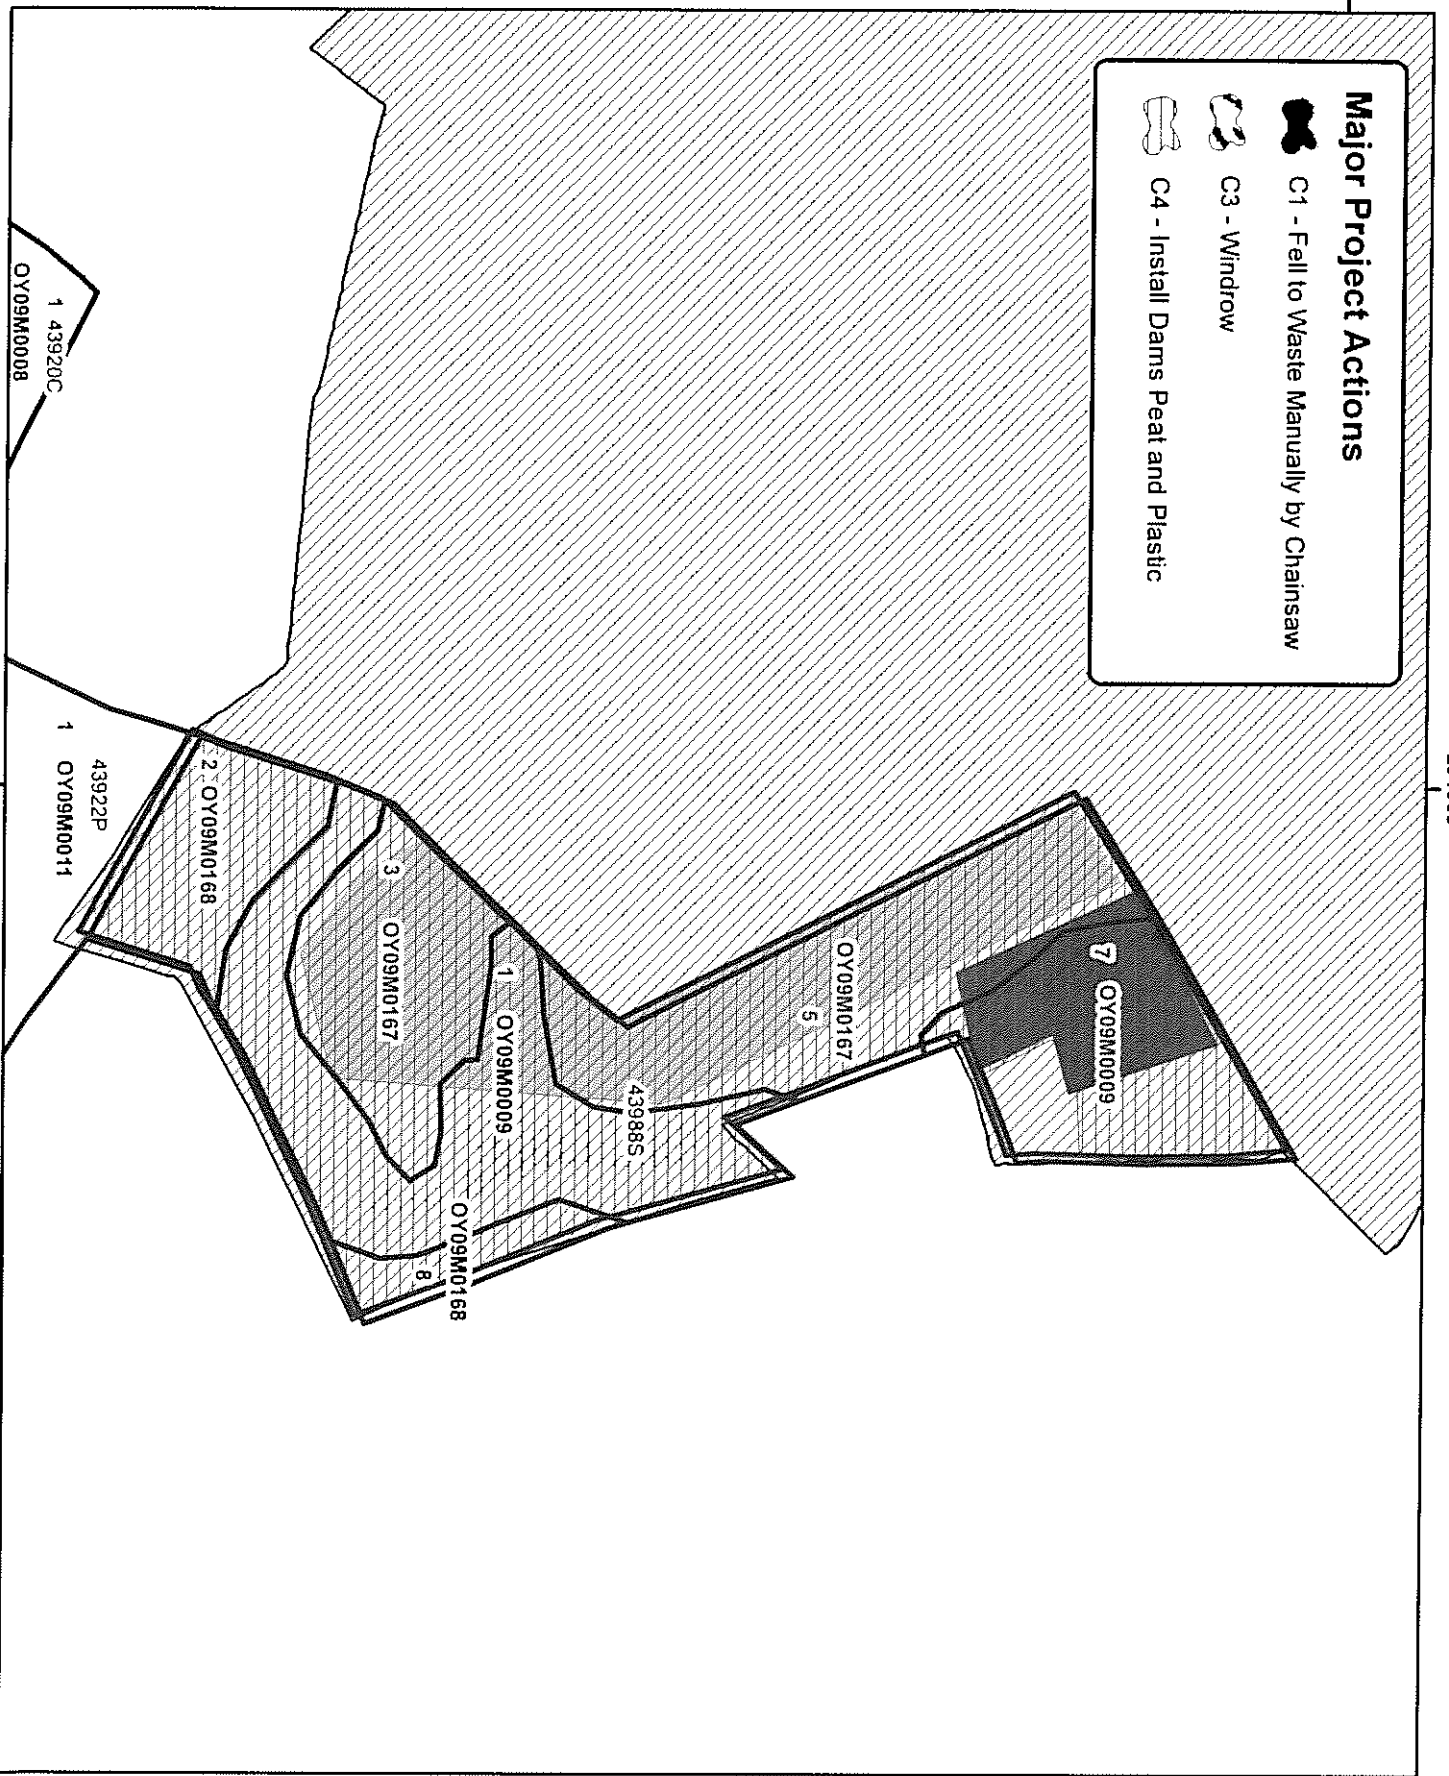 Major Project Actions
C1 - Fell to Waste Manually by Chainsaw
C3 - Windrow
C4 - Install Dams Peat and Plastic
7 OY09M0009
OY09M0167
5
43988S
1 OY09M0009
3 OY09M0167
OY09M0168
8
2 OY09M0168
43922P
1 OY09M0011
1 43920C
OY09M0008